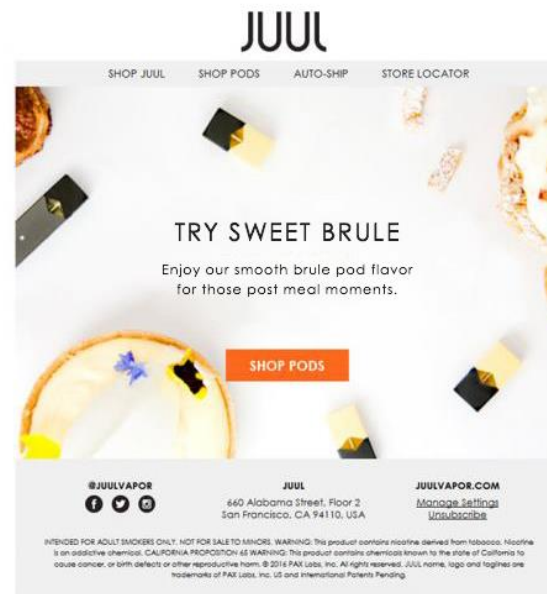 JUUL
SHOP JUUL SHOP PODS AUTO-SHIP STORE LOCATOR
TRY SWEET BRULE
Enjoy our smooth brule pod flavor
for those post meal moments.
SHOP PODS
@JUULVAPOR
JUUL
660 Alabama Street, Floor 2
San Francisco, CA 94110, USA
JUULVAPOR.COM
Manage Settings
Unsubscribe
INTENDED FOR ADULT SMOKERS ONLY. NOT FOR SALE TO MINORS. WARNING: This product contains nicotine derived from tobacco. Nicotine
is an addictive chemical. CALIFORNIA PROPOSITION 65 WARNING: This product contains chemicals known to the state of California to
cause cancer, or birth defects or other reproductive harm. © 2016 PAX Labs, Inc. All rights reserved. JUUL name, logo and taglines are
trademarks of PAX Labs, Inc. US and International Patents Pending.